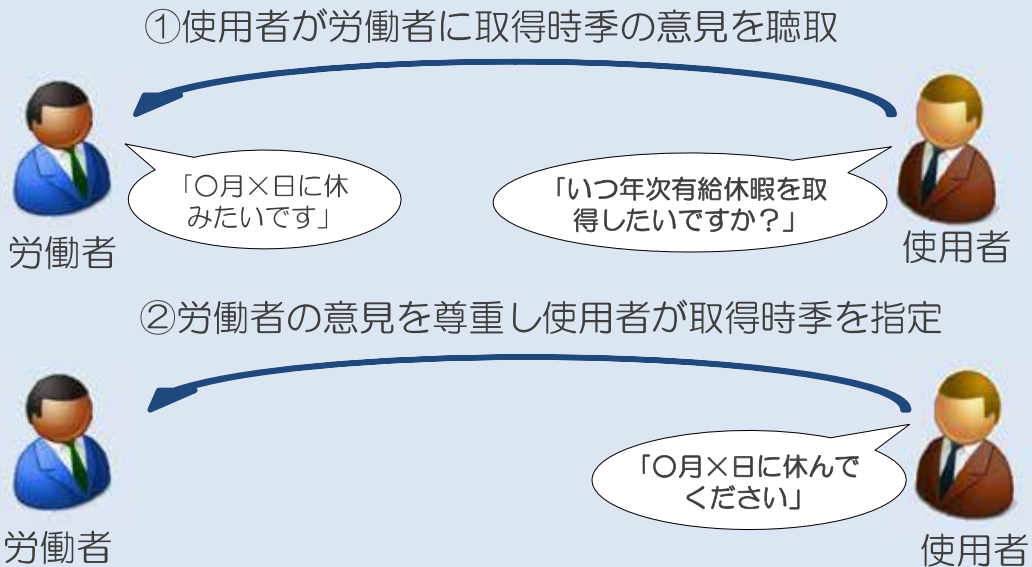 ①使用者が労働者に取得時季の意見を聴取
「〇月×日に休
みたいです」
「いつ年次有給休暇を取
得したいですか？」
労働者
使用者
②労働者の意見を尊重し使用者が取得時季を指定
「〇月×日に休んで
ください」
労働者
使用者